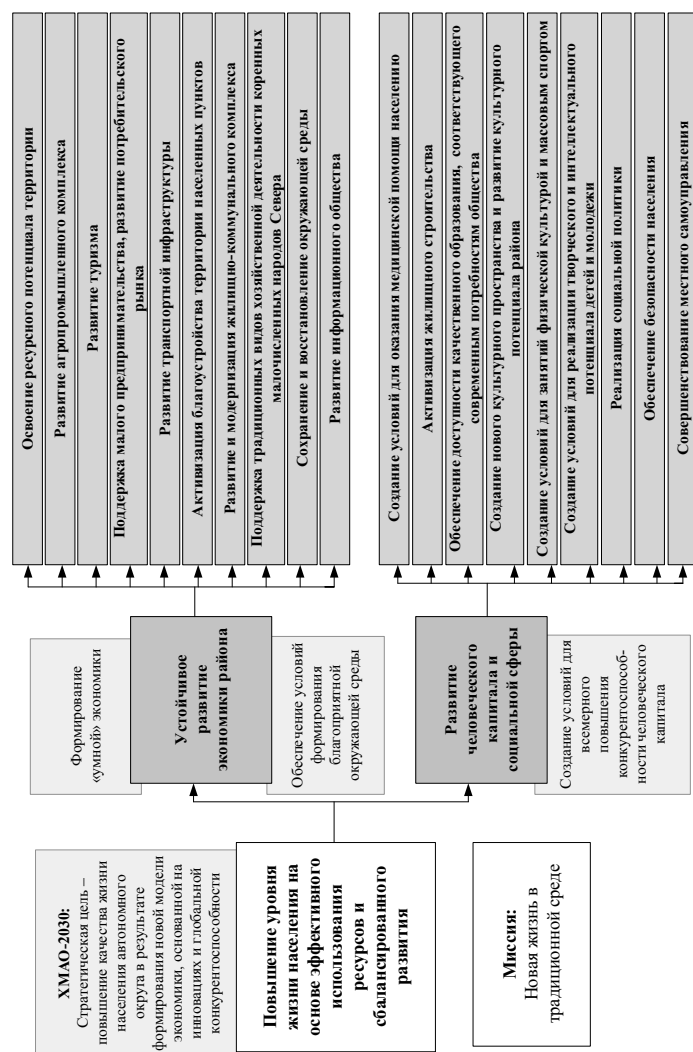 ХМАО-2030:
Стратегическая цель –
повышение качества жизни
населения автономного
округа в результате
формирования новой модели
экономики, основанной на
инновациях и глобальной
конкурентоспособности
Повышение уровня
жизни населения на
основе эффективного
использования
ресурсов и
сбалансированного
развития
Миссия:
Новая жизнь в
традиционной среде
Формирование
«умной» экономики
Устойчивое
развитие
экономики района
Обеспечение условий
формирования
благоприятной
окружающей среды
Развитие
человеческого
капитала и
социальной сферы
Создание условий для
всемерного
повышения
конкурентоспособ-
ности человеческого
капитала
Освоение ресурсного потенциала территории
Развитие агропромышленного комплекса
Развитие туризма
Поддержка малого предпринимательства, развитие потребительского
рынка
Развитие транспортной инфраструктуры
Активизация благоустройства территории населенных пунктов
Развитие и модернизация жилищно-коммунального комплекса
Поддержка традиционных видов хозяйственной деятельности коренных
малочисленных народов Севера
Сохранение и восстановление окружающей среды
Развитие информационного общества
Создание условий для оказания медицинской помощи населению
Активизация жилищного строительства
Обеспечение доступности качественного образования, соответствующего
современным потребностям общества
Создание нового культурного пространства и развитие культурного
потенциала района
Создание условий для занятий физической культурой и массовым спортом
Создание условий для реализации творческого и интеллектуального
потенциала детей и молодежи
Реализация социальной политики
Обеспечение безопасности населения
Совершенствование местного самоуправления